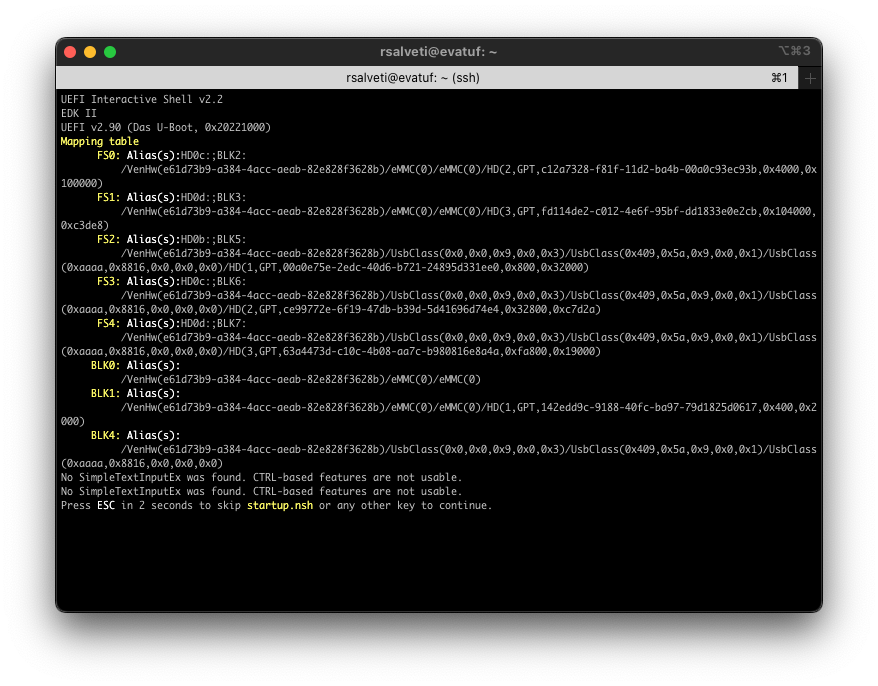 rsalveti@evatuf: ~
⌥⌘3
rsalveti@evatuf: ~ (ssh)
⌘1
+
UEFI Interactive Shell v2.2
EDK II
UEFI v2.90 (Das U-Boot, 0x20221000)
Mapping table
FS0: Alias(s):HD0c:;BLK2:
/VenHw(e61d73b9-a384-4acc-aeab-82e828f3628b)/eMMC(0)/eMMC(0)/HD(2,GPT,c12a7328-f81f-11d2-ba4b-00a0c93ec93b,0x4000,0x
100000)
FS1: Alias(s):HD0d:;BLK3:
/VenHw(e61d73b9-a384-4acc-aeab-82e828f3628b)/eMMC(0)/eMMC(0)/HD(3,GPT,fd114de2-c012-4e6f-95bf-dd1833e0e2cb,0x104000,
0xc3de8)
FS2: Alias(s):HD0b:;BLK5:
/VenHw(e61d73b9-a384-4acc-aeab-82e828f3628b)/UsbClass(0x0,0x0,0x9,0x0,0x3)/UsbClass(0x409,0x5a,0x9,0x0,0x1)/UsbClass
(0xaaaa,0x8816,0x0,0x0,0x0)/HD(1,GPT,00a0e75e-2edc-40d6-b721-24895d331ee0,0x800,0x32000)
FS3: Alias(s):HD0c:;BLK6:
/VenHw(e61d73b9-a384-4acc-aeab-82e828f3628b)/UsbClass(0x0,0x0,0x9,0x0,0x3)/UsbClass(0x409,0x5a,0x9,0x0,0x1)/UsbClass
(0xaaaa,0x8816,0x0,0x0,0x0)/HD(2,GPT,ce99772e-6f19-47db-b39d-5d41696d74e4,0x32800,0xc7d2a)
FS4: Alias(s):HD0d:;BLK7:
/VenHw(e61d73b9-a384-4acc-aeab-82e828f3628b)/UsbClass(0x0,0x0,0x9,0x0,0x3)/UsbClass(0x409,0x5a,0x9,0x0,0x1)/UsbClass
(0xaaaa,0x8816,0x0,0x0,0x0)/HD(3,GPT,63a4473d-c10c-4b08-aa7c-b980816e8a4a,0xfa800,0x19000)
BLK0: Alias(s):
/VenHw(e61d73b9-a384-4acc-aeab-82e828f3628b)/eMMC(0)/eMMC(0)
BLK1: Alias(s):
/VenHw(e61d73b9-a384-4acc-aeab-82e828f3628b)/eMMC(0)/eMMC(0)/HD(1,GPT,142edd9c-9188-40fc-ba97-79d1825d0617,0x400,0x2
000)
BLK4: Alias(s):
/VenHw(e61d73b9-a384-4acc-aeab-82e828f3628b)/UsbClass(0x0,0x0,0x9,0x0,0x3)/UsbClass(0x409,0x5a,0x9,0x0,0x1)/UsbClass
(0xaaaa,0x8816,0x0,0x0,0x0)
No SimpleTextInputEx was found. CTRL-based features are not usable.
No SimpleTextInputEx was found. CTRL-based features are not usable.
Press ESC in 2 seconds to skip startup.nsh or any other key to continue.